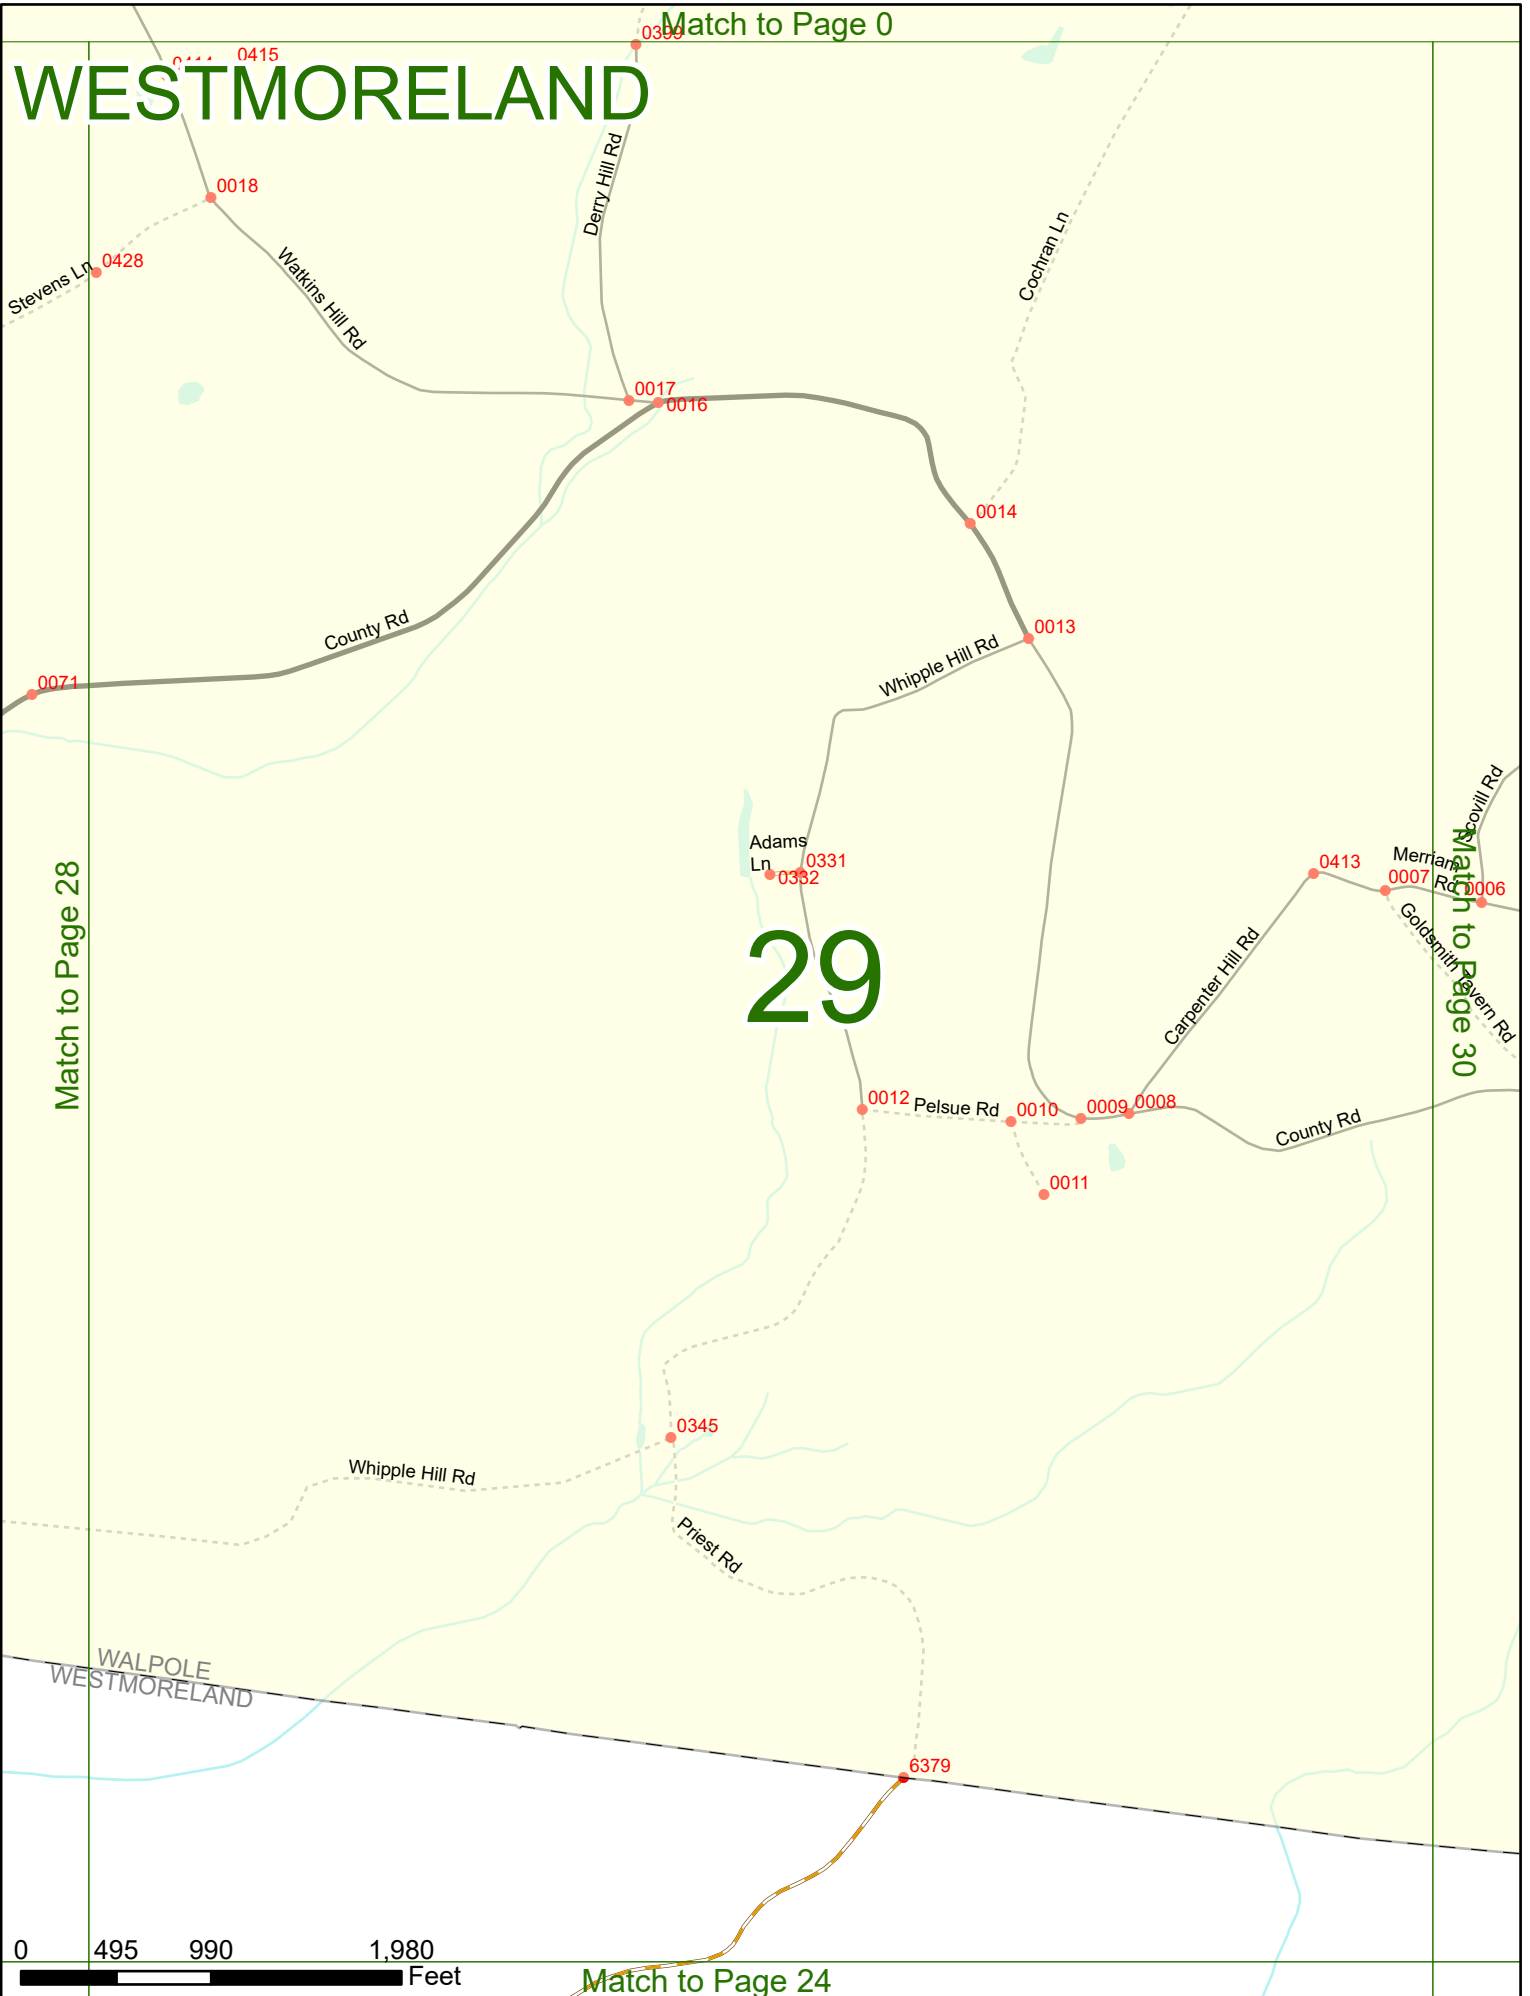 Match to Page 0
0399
0415
WESTMORELAND
0018
Derry Hill Rd
0428
Stevens Ln
Watkins Hill Rd
Cochran Ln
0017
0016
0014
County Rd
0013
Whipple Hill Rd
0071
Scovill Rd
Adams
Ln
0331
0332
0413
Merriam
Rd
0007
0006
Match to Page 28
29
Match to Page 30
Goldsmith Tavern Rd
Carpenter Hill Rd
0012
Pelsue Rd
0010
0009
0008
County Rd
0011
0345
Whipple Hill Rd
Priest Rd
WALPOLE
WESTMORELAND
6379
0 495 990 1,980
Feet
Match to Page 24